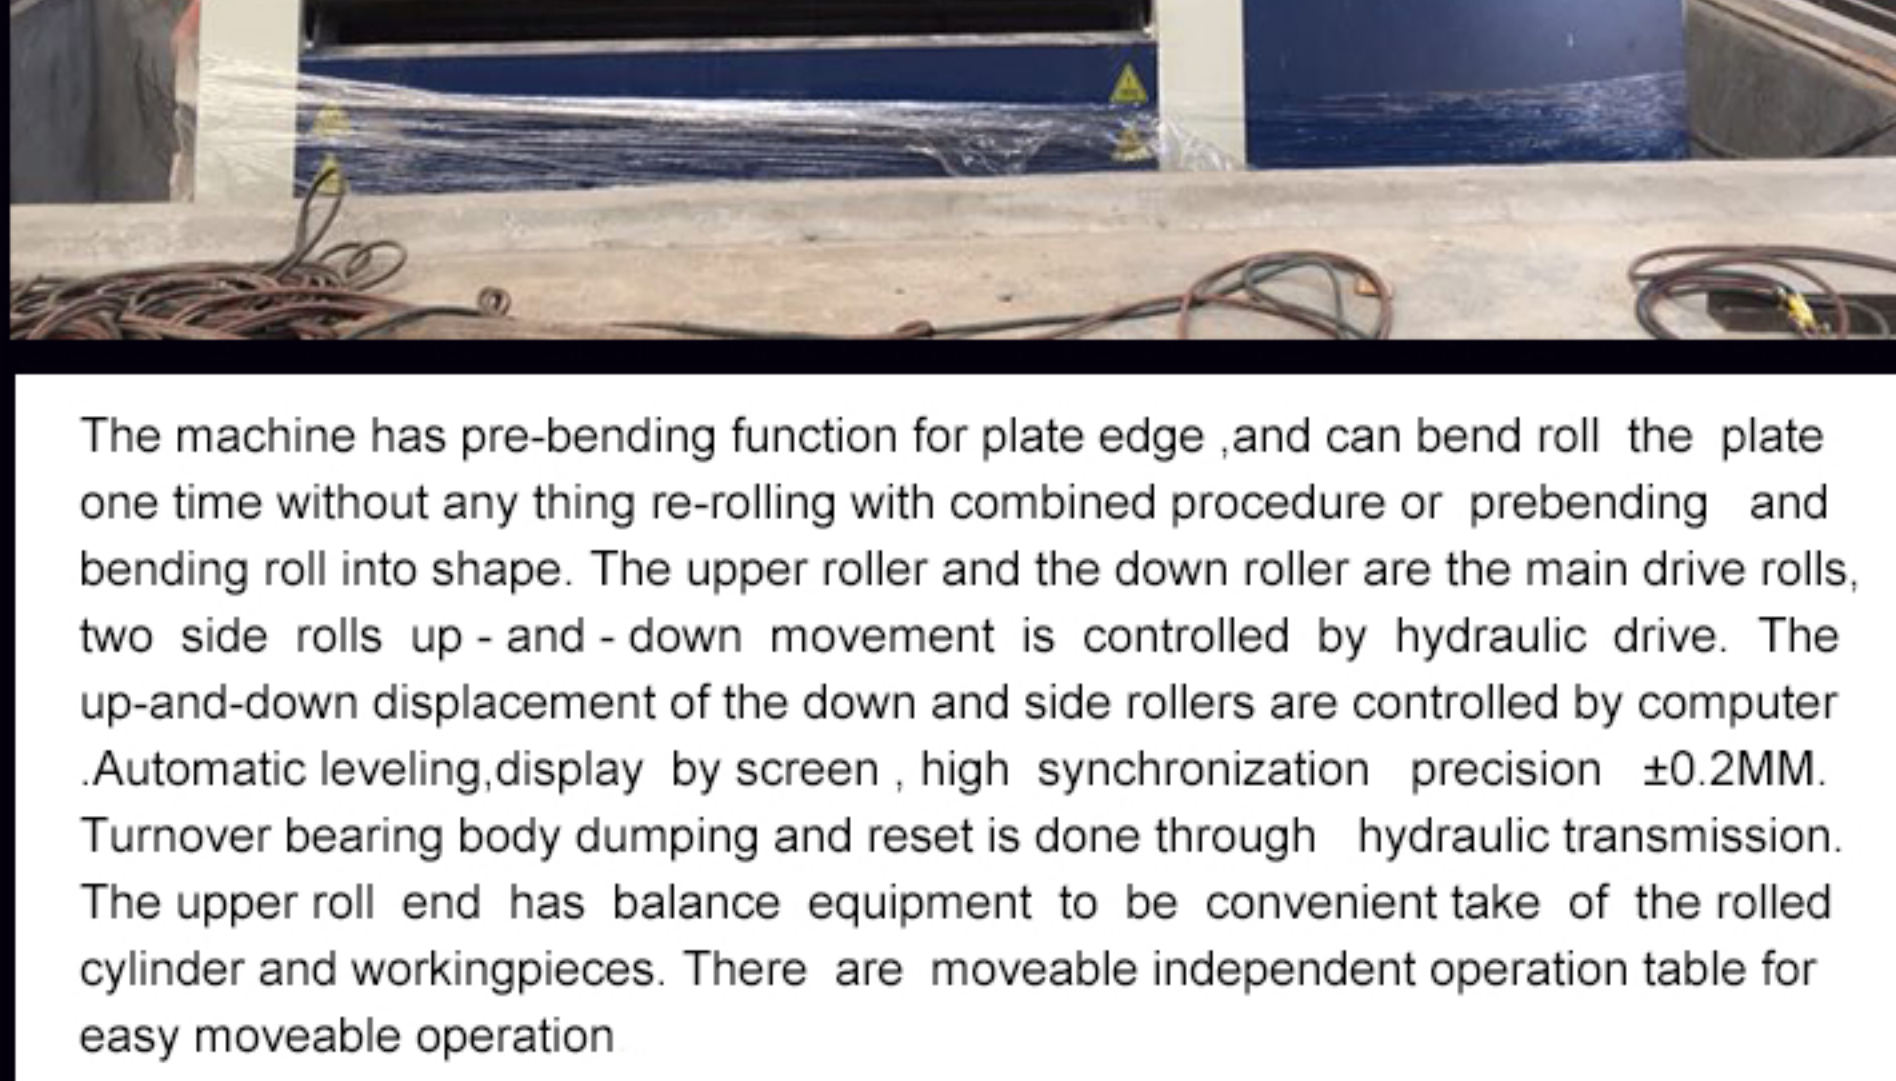 The machine has pre-bending function for plate edge ,and can bend roll the plate
one time without any thing re-rolling with combined procedure or prebending and
bending roll into shape. The upper roller and the down roller are the main drive rolls,
two side rolls up - and - down movement is controlled by hydraulic drive. The
up-and-down displacement of the down and side rollers are controlled by computer
.Automatic leveling,display by screen , high synchronization precision ±0.2MM.
Turnover bearing body dumping and reset is done through hydraulic transmission.
The upper roll end has balance equipment to be convenient take of the rolled
cylinder and workingpieces. There are moveable independent operation table for
easy moveable operation